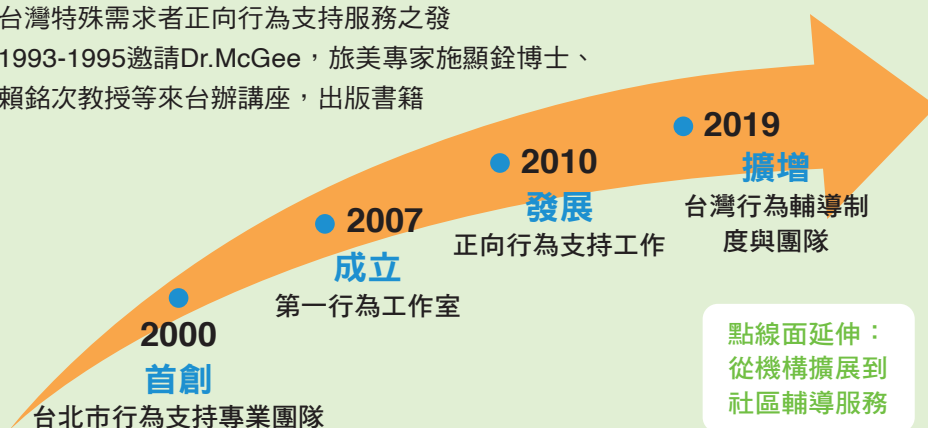 台灣特殊需求者正向行為支持服務之發
1993-1995邀請Dr.McGee，旅美專家施顯銓博士、
賴銘次教授等來台辦講座，出版書籍
2000
首創
台北市行為支持專業團隊
2007
成立
第一行為工作室
2010
發展
正向行為支持工作
2019
擴增
台灣行為輔導制
度與團隊
點線面延伸：
從機構擴展到
社區輔導服務